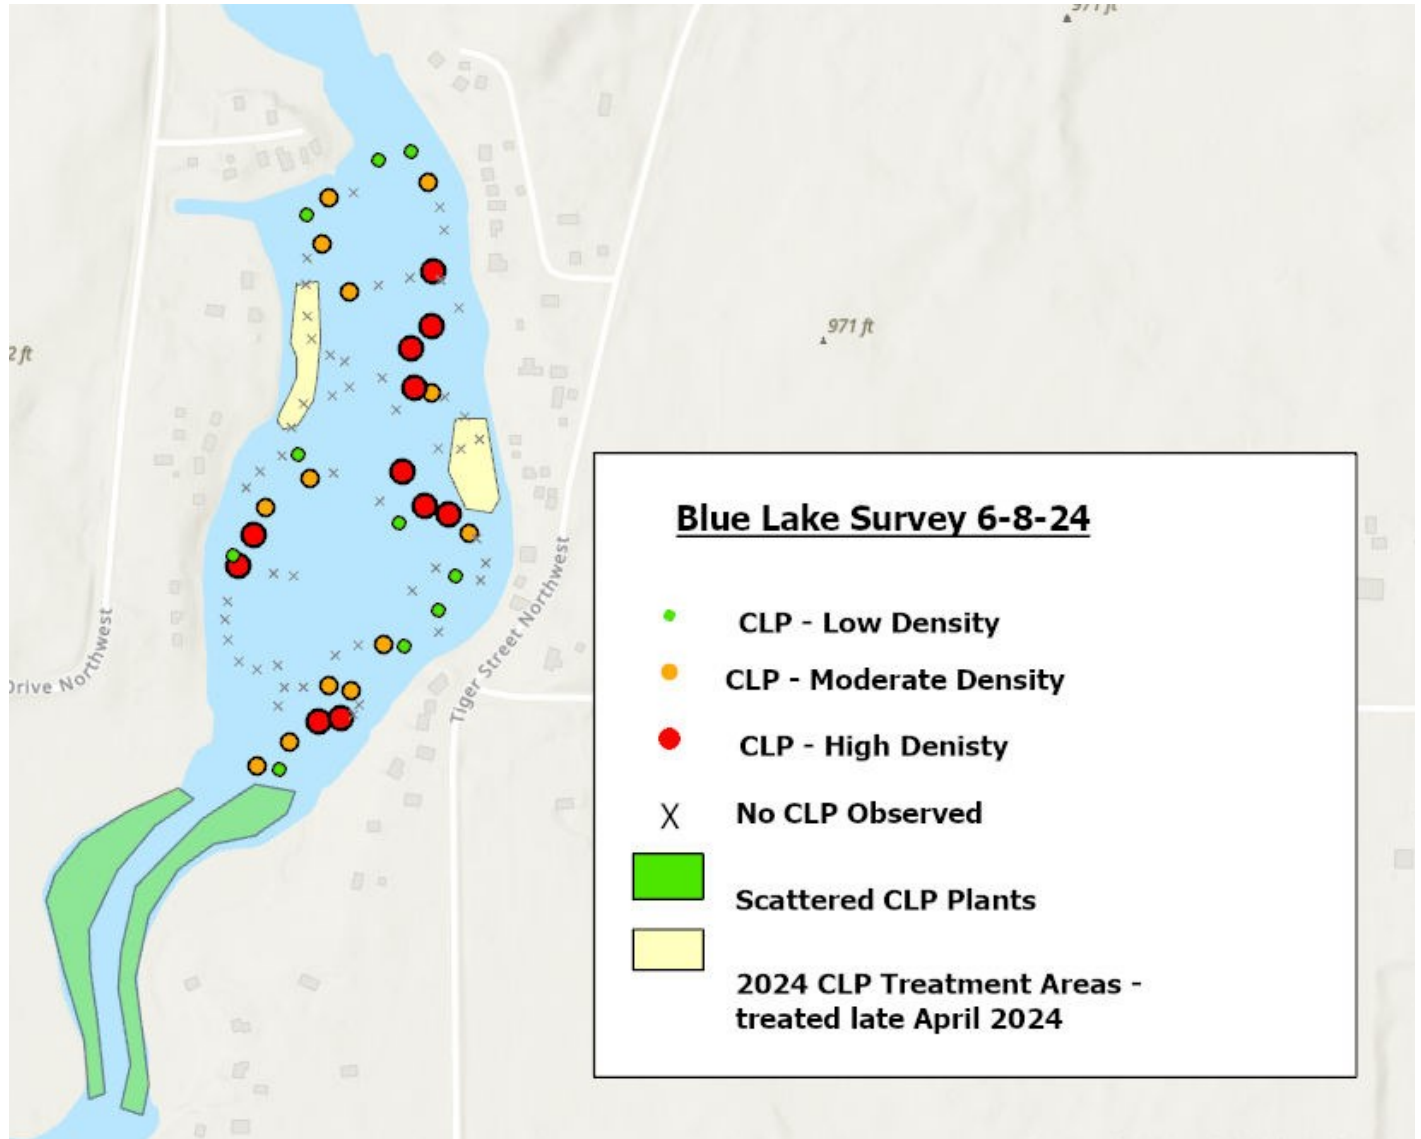 971 ft
971 ft
2 ft
Drive Northwest
Tiger Street Northwest
Blue Lake Survey 6-8-24
CLP - Low Density
CLP - Moderate Density
CLP - High Denisty
X No CLP Observed
Scattered CLP Plants
2024 CLP Treatment Areas -
treated late April 2024